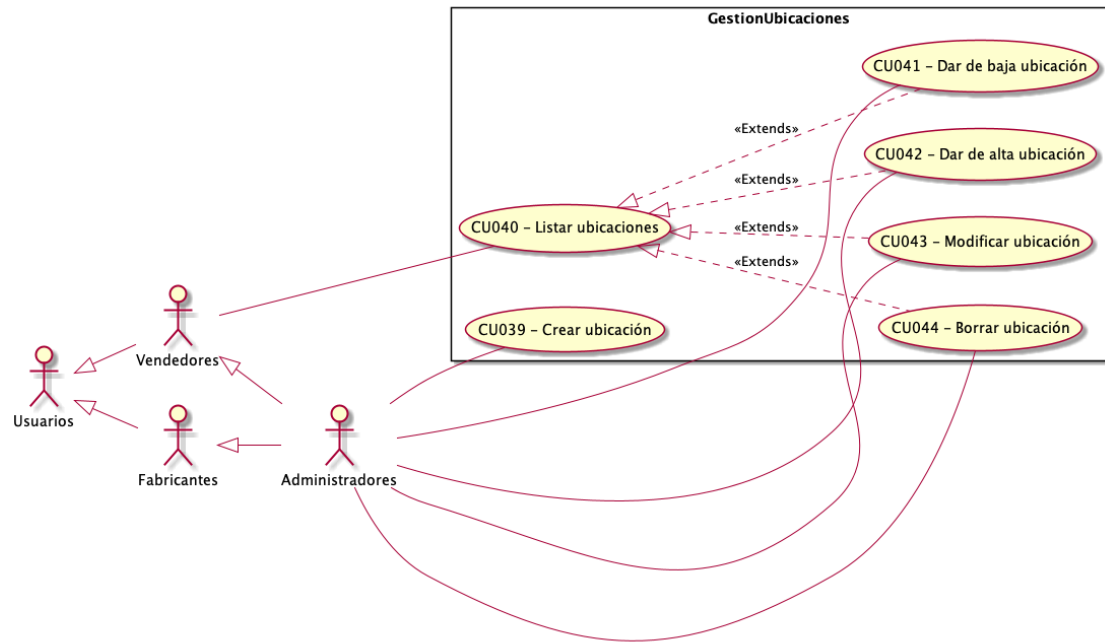 GestionUbicaciones
CU041 – Dar de baja ubicación
«Extends»
CU042 – Dar de alta ubicación
«Extends»
CU040 – Listar ubicaciones
«Extends»
CU043 – Modificar ubicación
«Extends»
CU039 – Crear ubicación
CU044 – Borrar ubicación
Vendedores
Usuarios
Fabricantes
Administradores